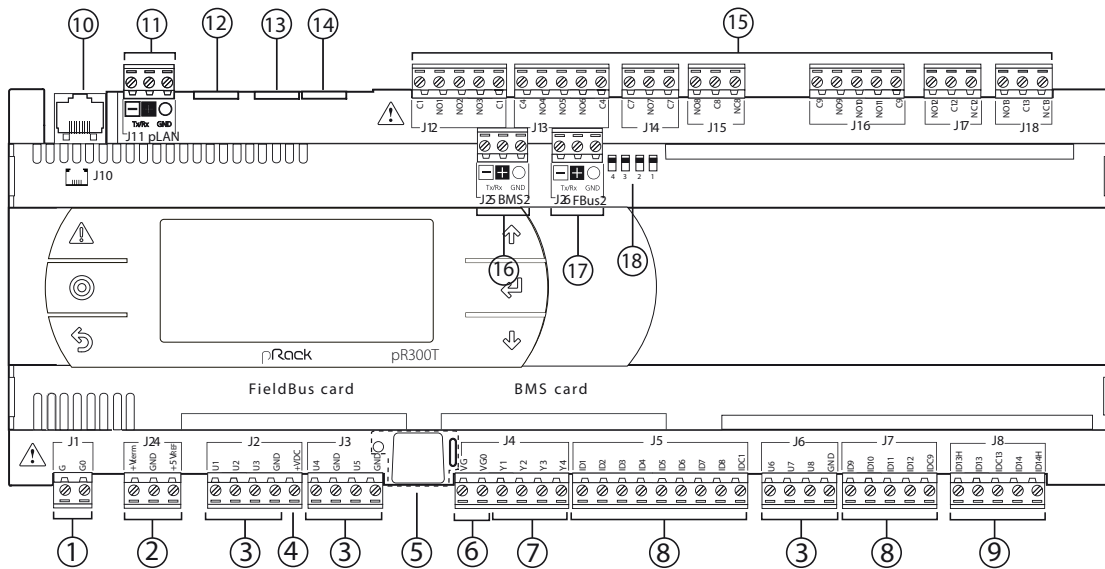 10 11 12 13 14 15
C1 NO1 NO2 NO3 C1
C4 NO4 NO5 NO6 C4
C7 NO7 C7
NO8 C8 NC8
C9 NO9 NO10 NO11 C9
NO12 C12 NC12
NO13 C13 NC13
Tx/Rx GND
J11 pLAN
J12 J13 J14 J15 J16 J17 J18
J10
4 3 2 1
Tx/Rx GND
Tx/Rx GND
J25 BMS2 J26 FBus2
16 17 18
pRack pR300T
FieldBus card BMS card
J1 J24 J2 J3 J4 J5 J6 J7 J8
G G0
+Vterm GND +5VREF
U1 U2 U3 GND +VDC
U4 GND U5 GND
VG VG0 Y1 Y2 Y3 Y4
ID1 ID2 ID3 ID4 ID5 ID6 ID7 ID8 IDC1
U6 U7 U8 GND
ID9 ID10 ID11 ID12 IDC9
ID13H ID13 IDC13 ID14 ID14H
1 2 3 4 3 5 6 7 8 3 8 9